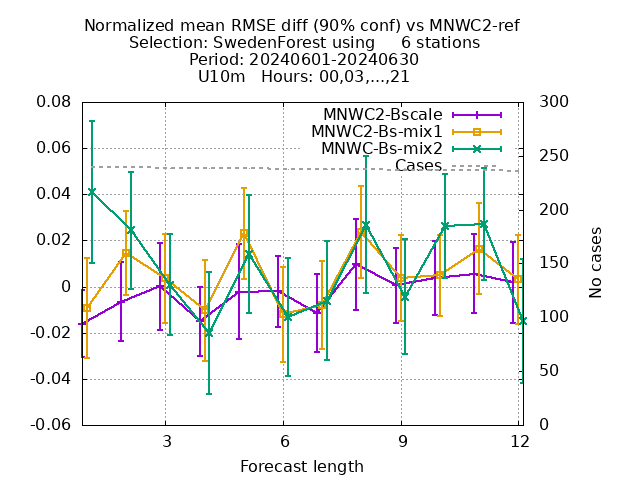 Normalized mean RMSE diff (90% conf) vs MNWC2-ref
Selection: SwedenForest using 6 stations
Period: 20240601-20240630
U10m Hours: 00,03,...,21
0.08
0.06
0.04
0.02
0
-0.02
-0.04
-0.06
300
250
200
150
100
50
0
MNWC2-Bscale
MNWC2-Bs-mix1
MNWC-Bs-mix2
Cases
No cases
3
6
9
12
Forecast length